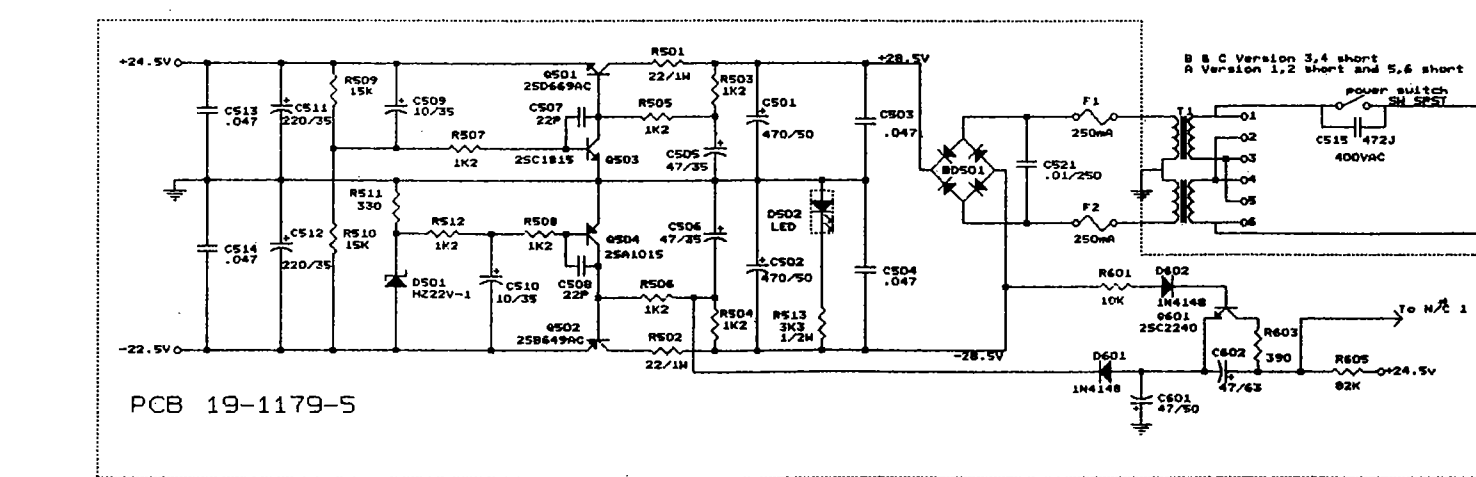 +24.5V
R509
15K
C513
.047
C511
220/35
C509
10/35
R507
1K2
Q501
2SD669AC
C507
22P
2SC1815
Q503
R501
22/1W
R505
1K2
R503
1K2
C501
470/50
C505
47/35
+28.5V
C503
.047
BD501
F1
250mA
C521
.01/250
F2
250mA
T1
B & C Version 3,4 short
A Version 1,2 short and 5,6 short
power switch
SW SPST
C515 472J
400VAC
1
2
3
4
5
6
R511
330
R512
1K2
R508
1K2
Q504
2SA1015
C508
22P
C514
.047
C512
220/35
R510
15K
D501
HZ22V-1
C510
10/35
R506
1K2
C506
47/35
C502
470/50
D502
LED
C504
.047
R504
1K2
R513
3K3
1/2W
-22.5V
Q502
2SB649AC
R502
22/1W
-28.5V
R601
10K
D602
1N4148
Q601
2SC2240
R603
390
To N/C 1
D601
1N4148
C602
47/63
R605
82K
+24.5v
C601
47/50
PCB 19-1179-5